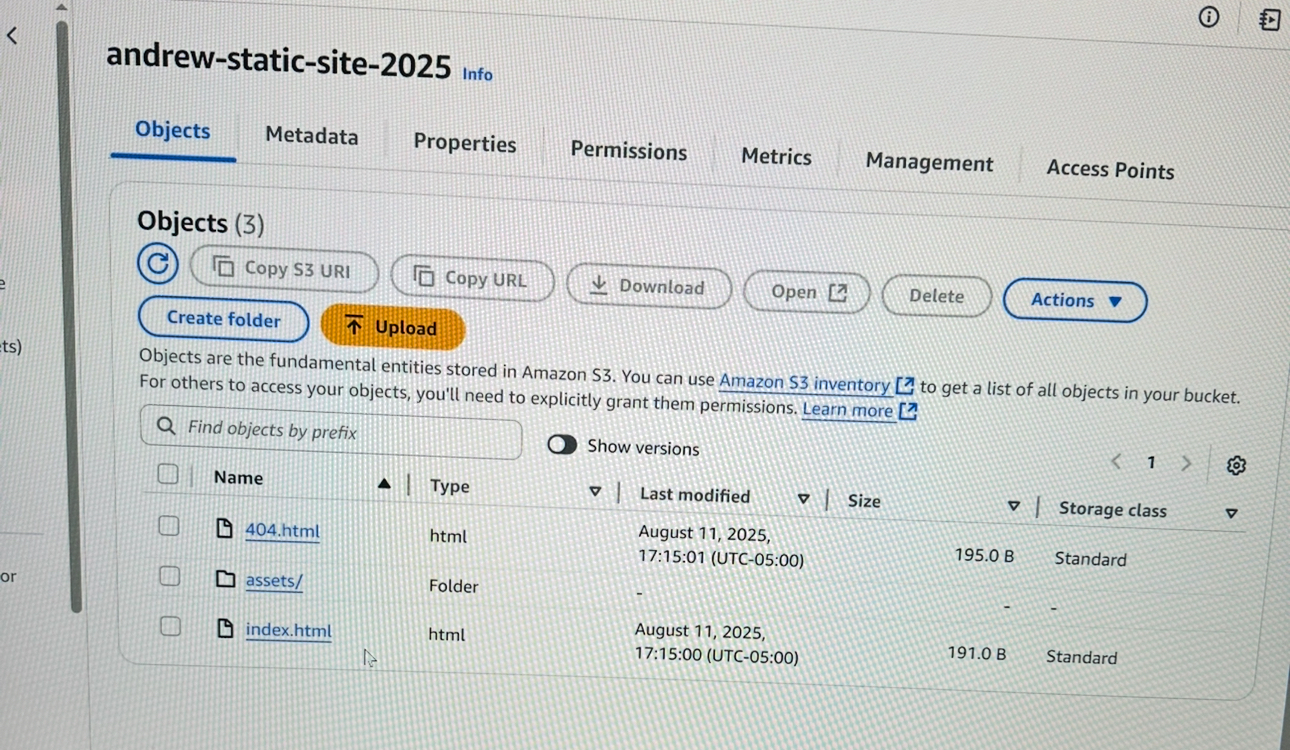 andrew-static-site-2025 Info
Objects Metadata Properties Permissions Metrics Management Access Points
Objects (3)
Copy S3 URI Copy URL Download Open Delete Actions
Create folder Upload
Objects are the fundamental entities stored in Amazon S3. You can use Amazon S3 inventory to get a list of all objects in your bucket.
For others to access your objects, you'll need to explicitly grant them permissions. Learn more
Find objects by prefix Show versions 1
Name Type Last modified Size Storage class
404.html html August 11, 2025,
17:15:01 (UTC-05:00) 195.0 B Standard
assets/ Folder - - -
index.html html August 11, 2025,
17:15:00 (UTC-05:00) 191.0 B Standard
ts)
or